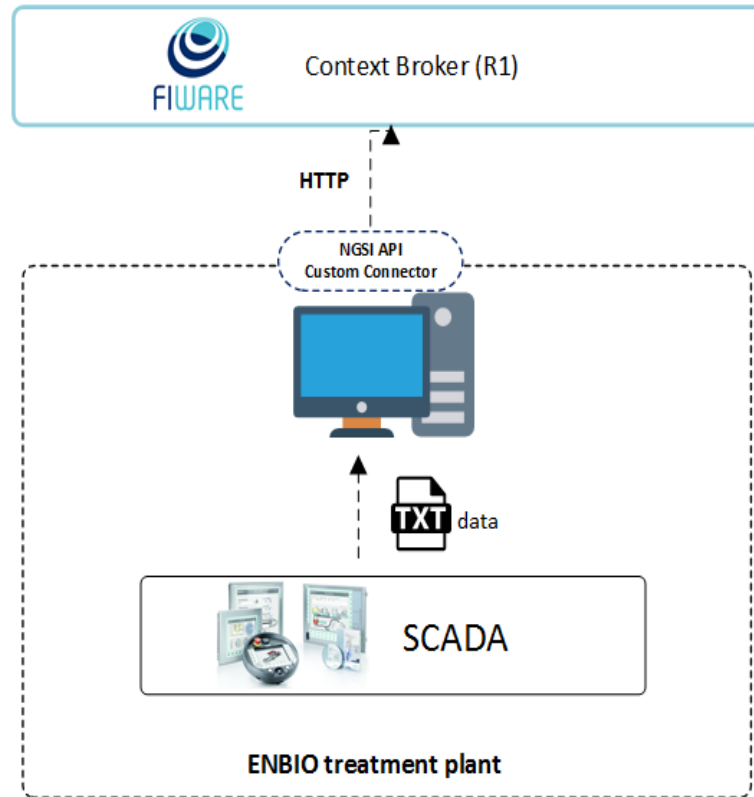 FIWARE
Context Broker (R1)
HTTP
NGSI API
Custom Connector
TXT data
SCADA
ENBIO treatment plant